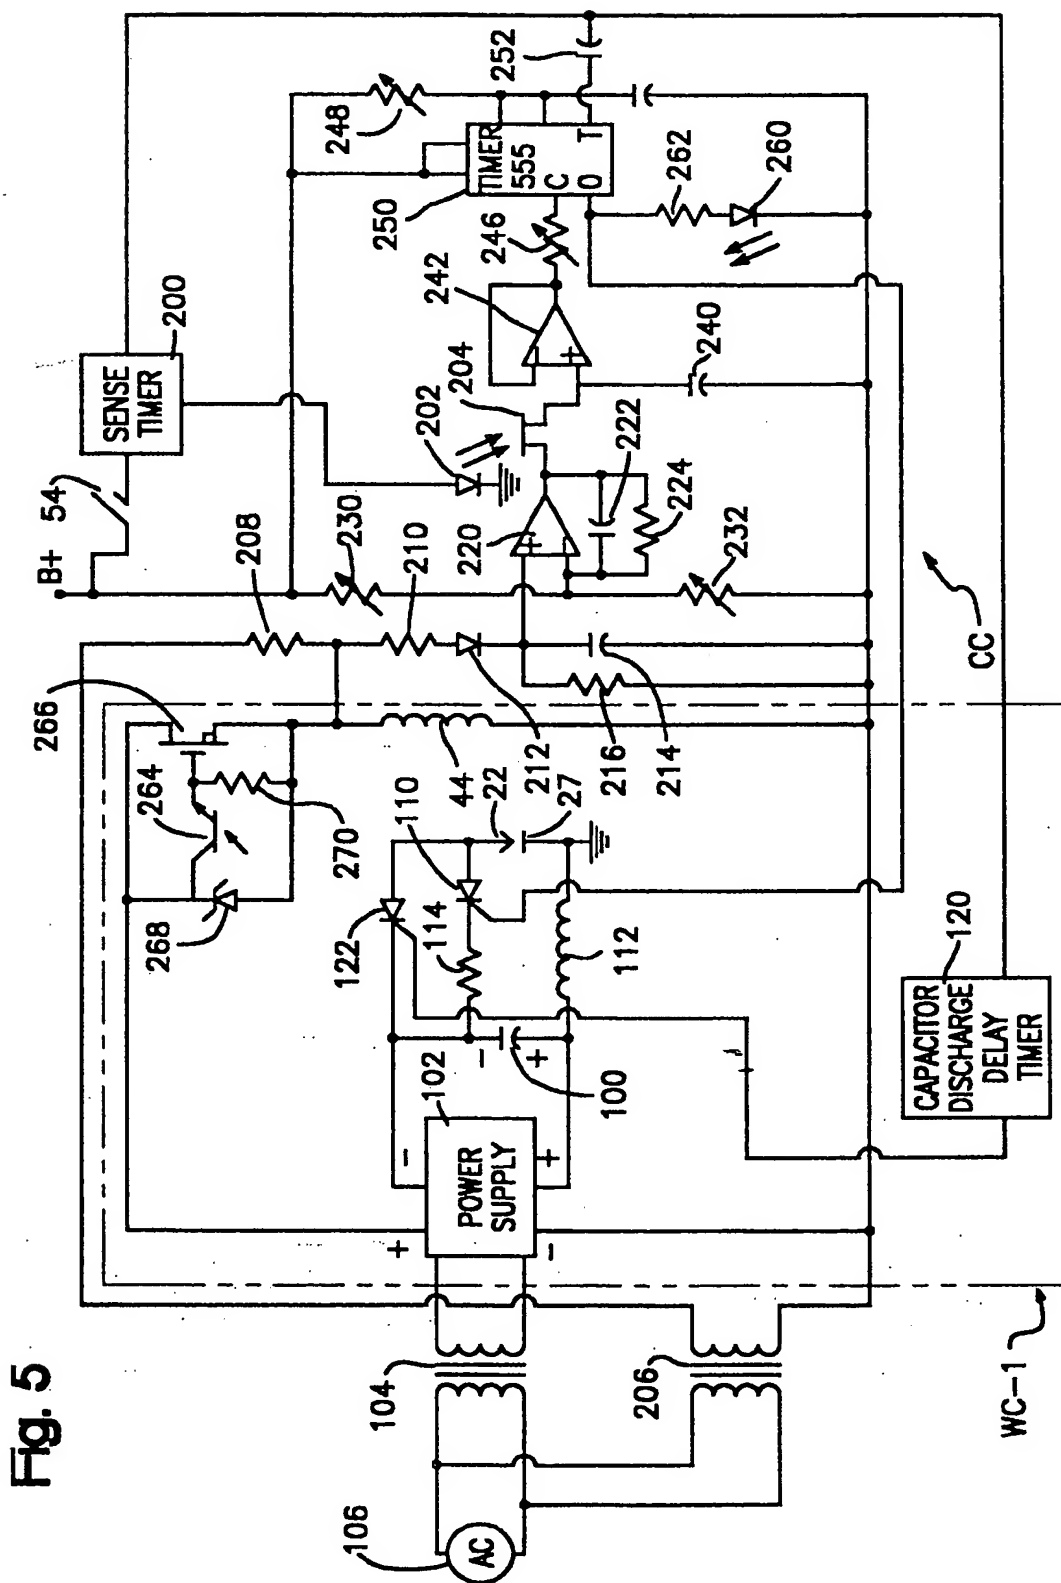 Fig. 5
B+
54
SENSE
TIMER
200
208
230
210
202
204
242
246
248
250
TIMER
555
C
O
T
252
262
260
240
220
222
224
232
266
264
268
270
44
212
216
214
122
110
114
22
27
112
102
POWER
SUPPLY
+
-
-
+
-
+
100
104
106
AC
206
CAPACITOR
DISCHARGE
DELAY
TIMER
120
CC
WC-1